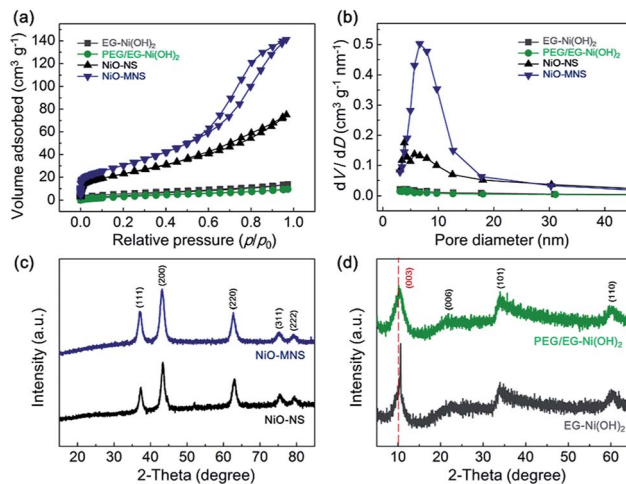 (a)
EG-Ni(OH)₂
PEG/EG-Ni(OH)₂
NiO-NS
NiO-MNS
Volume adsorbed (cm³ g⁻¹)
140
120
100
80
60
40
20
0
0.0 0.2 0.4 0.6 0.8 1.0
Relative pressure (p/p₀)
(b)
EG-Ni(OH)₂
PEG/EG-Ni(OH)₂
NiO-NS
NiO-MNS
dV/dD (cm³ g⁻¹ nm⁻¹)
0.6
0.5
0.4
0.3
0.2
0.1
0.0
0 10 20 30 40
Pore diameter (nm)
(c)
(111)
(200)
(220)
(311)
(222)
NiO-MNS
NiO-NS
Intensity (a.u.)
20 30 40 50 60 70 80
2-Theta (degree)
(d)
(003)
(006)
(101)
(110)
PEG/EG-Ni(OH)₂
EG-Ni(OH)₂
Intensity (a.u.)
10 20 30 40 50 60
2-Theta (degree)